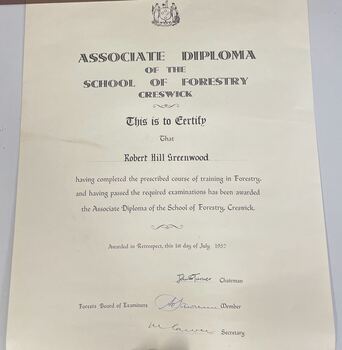 ASSOCIATE DIPLOMA
OF THE
SCHOOL OF FORESTRY
CRESWICK
This is to Certify
That
Robert Hill Greenwood
having completed the prescribed course of training in Forestry,
and having passed the required examinations has been awarded
the Associate Diploma of the School of Forestry, Creswick.
Awarded in Retrospect, this 1st day of July 1957
Chairman
Forests Board of Examiners Member
Secretary